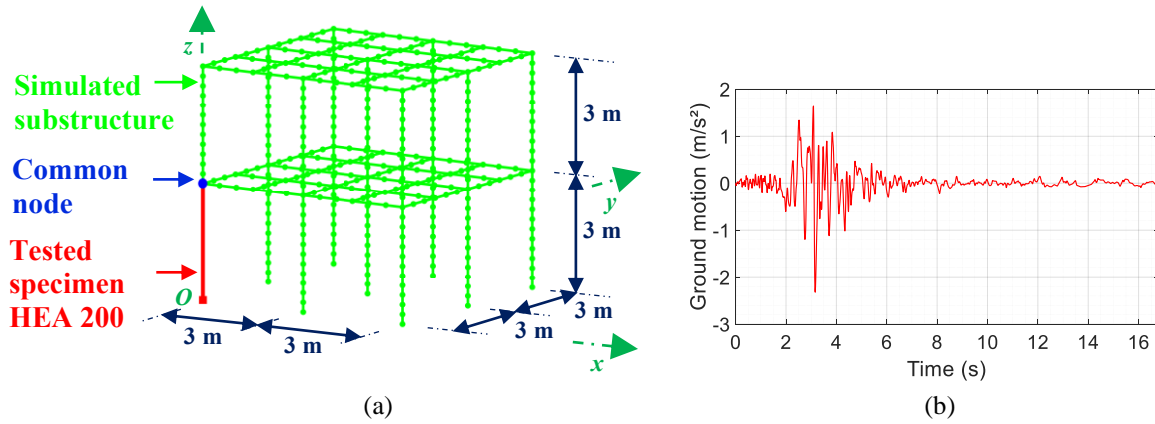 z
Simulated
substructure
Common
node
Tested
specimen
HEA 200
O
3 m
3 m
3 m
3 m
3 m
3 m
y
x
(a)
Ground motion (m/s²)
2
1
0
-1
-2
-3
0 2 4 6 8 10 12 14 16
Time (s)
(b)